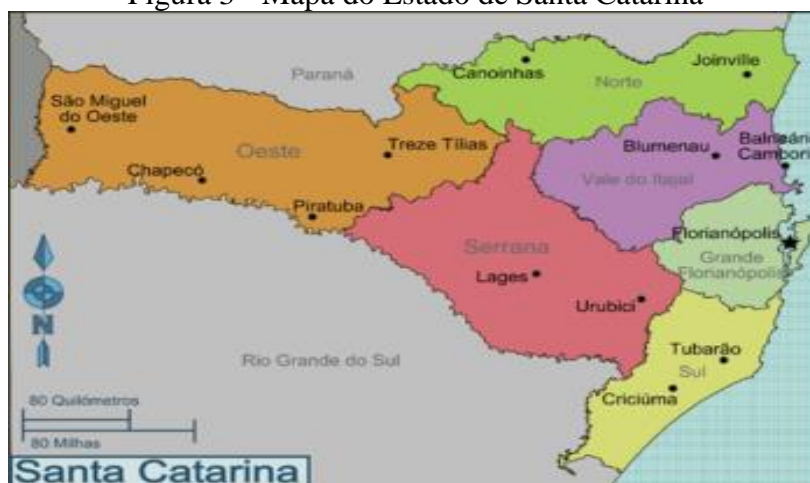 Figura 3 - Mapa do Estado de Santa Catarina
Paraná
Canoinhas
Norte
Joinville
São Miguel
do Oeste
Oeste
Treze Tílias
Chapecó
Piratuba
Blumenau
Balneário
Vale do Itajaí
Serrana
Lages
Urubici
Florianópolis
Grande
Florianópolis
N
Rio Grande do Sul
Tubarão
Sul
Criciúma
80 Quilómetros
80 Milhas
Santa Catarina